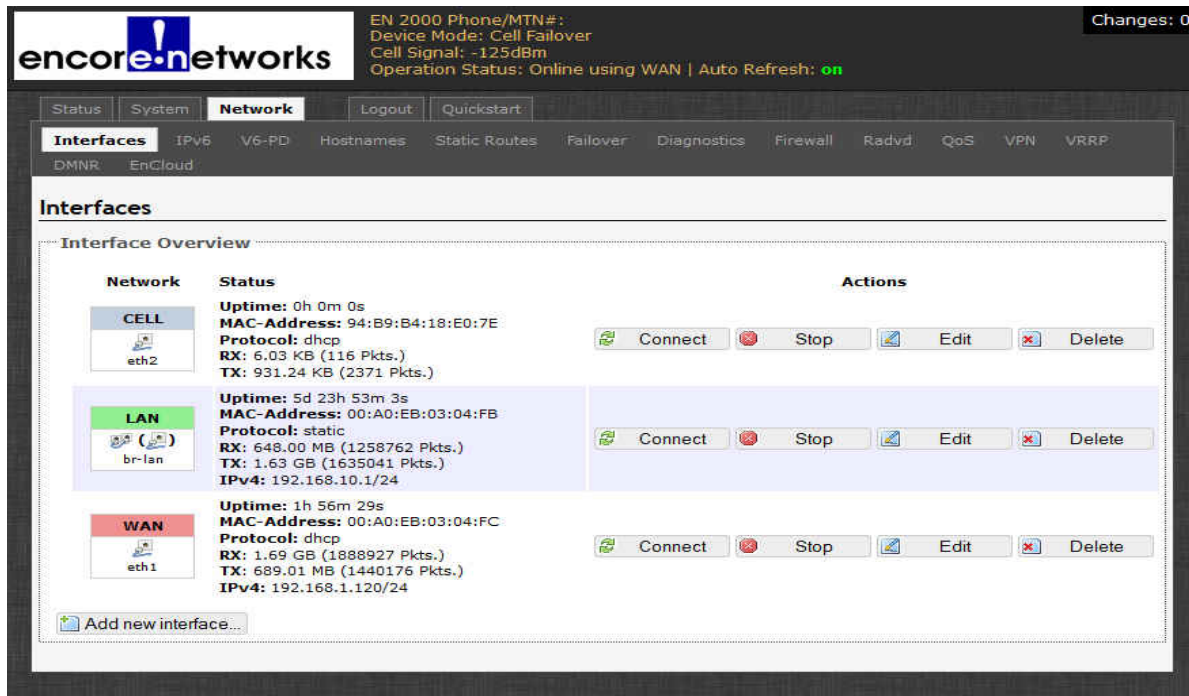 encore!networks
EN 2000 Phone/MTN#:
Device Mode: Cell Failover
Cell Signal: -125dBm
Operation Status: Online using WAN | Auto Refresh: on
Changes: 0
Status System Network Logout Quickstart
Interfaces IPv6 V6-PD Hostnames Static Routes Failover Diagnostics Firewall Radvd QoS VPN VRRP
DMNR EnCloud
Interfaces
Interface Overview
Network Status Actions
CELL
eth2
Uptime: 0h 0m 0s
MAC-Address: 94:B9:B4:18:E0:7E
Protocol: dhcp
RX: 6.03 KB (116 Pkts.)
TX: 931.24 KB (2371 Pkts.)
Connect Stop Edit Delete
LAN
( )
br-lan
Uptime: 5d 23h 53m 3s
MAC-Address: 00:A0:EB:03:04:FB
Protocol: static
RX: 648.00 MB (1258762 Pkts.)
TX: 1.63 GB (1635041 Pkts.)
IPv4: 192.168.10.1/24
Connect Stop Edit Delete
WAN
eth1
Uptime: 1h 56m 29s
MAC-Address: 00:A0:EB:03:04:FC
Protocol: dhcp
RX: 1.69 GB (1888927 Pkts.)
TX: 689.01 MB (1440176 Pkts.)
IPv4: 192.168.1.120/24
Connect Stop Edit Delete
Add new interface...